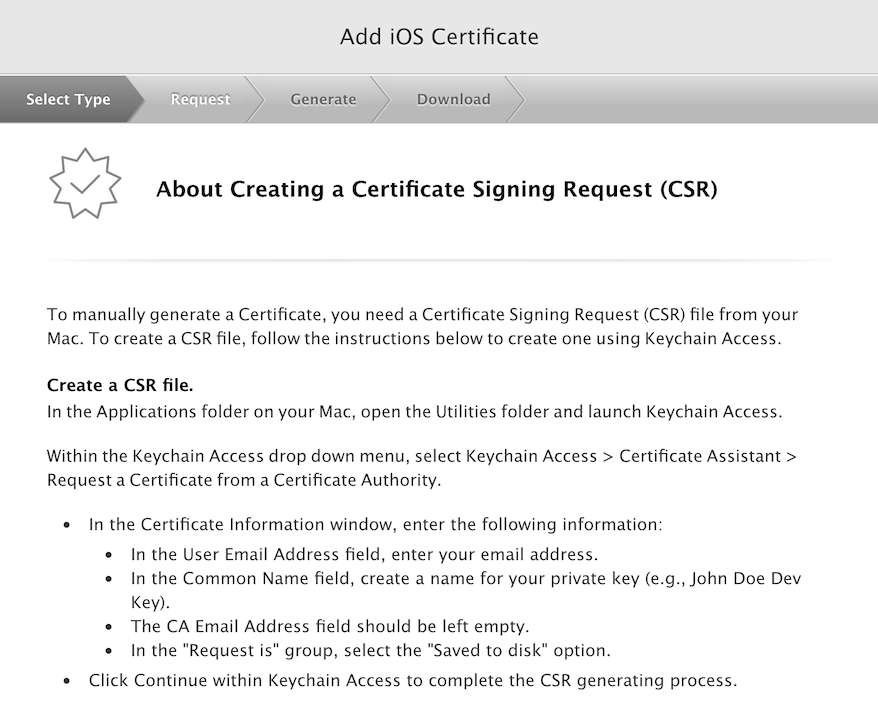 Add iOS Certificate
Select Type
Request
Generate
Download
About Creating a Certificate Signing Request (CSR)
To manually generate a Certificate, you need a Certificate Signing Request (CSR) file from your
Mac. To create a CSR file, follow the instructions below to create one using Keychain Access.
Create a CSR file.
In the Applications folder on your Mac, open the Utilities folder and launch Keychain Access.
Within the Keychain Access drop down menu, select Keychain Access > Certificate Assistant >
Request a Certificate from a Certificate Authority.
• In the Certificate Information window, enter the following information:
• In the User Email Address field, enter your email address.
• In the Common Name field, create a name for your private key (e.g., John Doe Dev
Key).
• The CA Email Address field should be left empty.
• In the "Request is" group, select the "Saved to disk" option.
• Click Continue within Keychain Access to complete the CSR generating process.